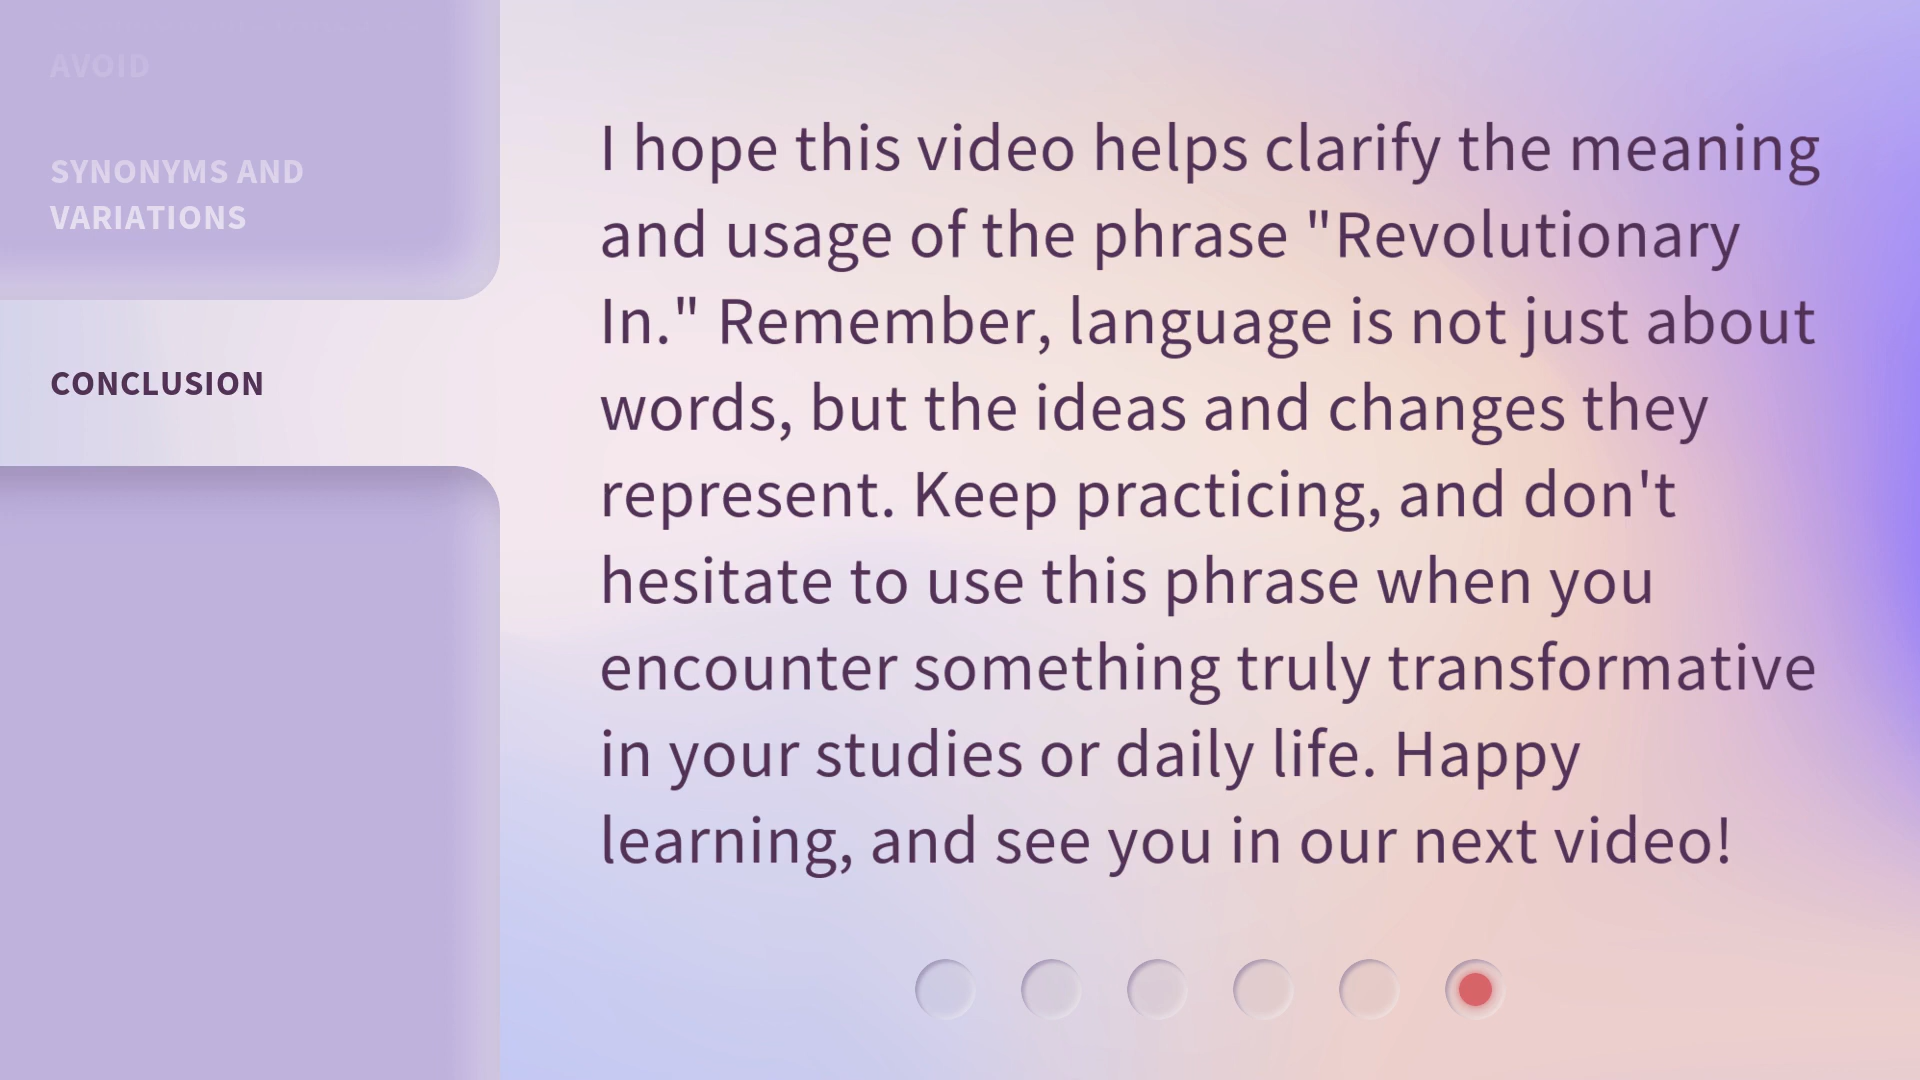 AVOID
SYNONYMS AND
VARIATIONS
CONCLUSION
I hope this video helps clarify the meaning
and usage of the phrase "Revolutionary
In." Remember, language is not just about
words, but the ideas and changes they
represent. Keep practicing, and don't
hesitate to use this phrase when you
encounter something truly transformative
in your studies or daily life. Happy
learning, and see you in our next video!